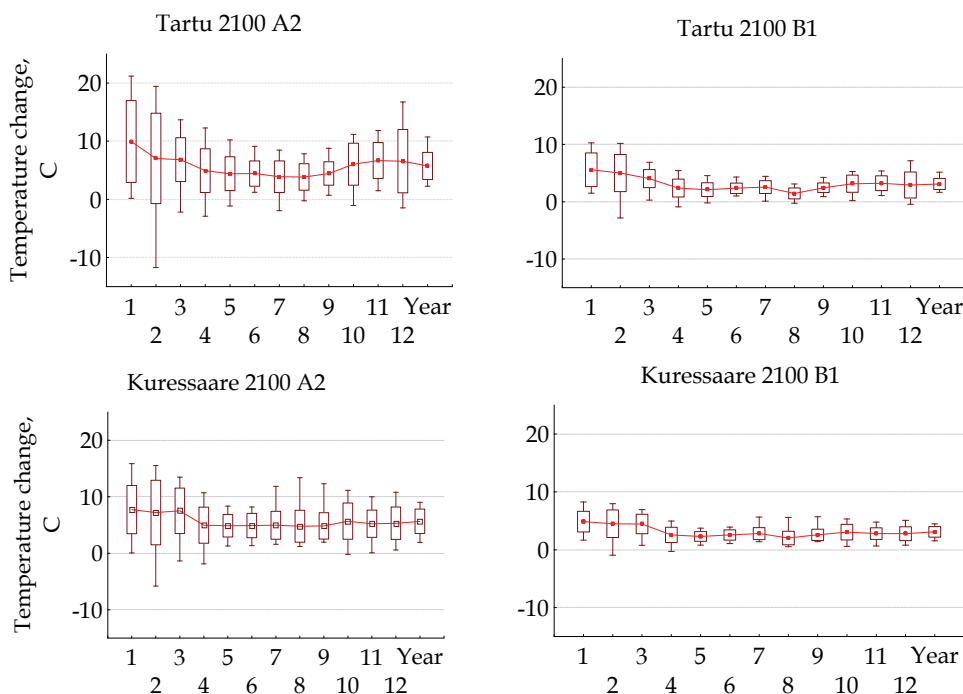 Tartu 2100 A2
Temperature change,
C
20
10
0
-10
1 3 5 7 9 11 Year
2 4 6 8 10 12
Tartu 2100 B1
20
10
0
-10
1 3 5 7 9 11 Year
2 4 6 8 10 12
Kuressaare 2100 A2
Temperature change,
C
20
10
0
-10
1 3 5 7 9 11 Year
2 4 6 8 10 12
Kuressaare 2100 B1
20
10
0
-10
1 3 5 7 9 11 Year
2 4 6 8 10 12